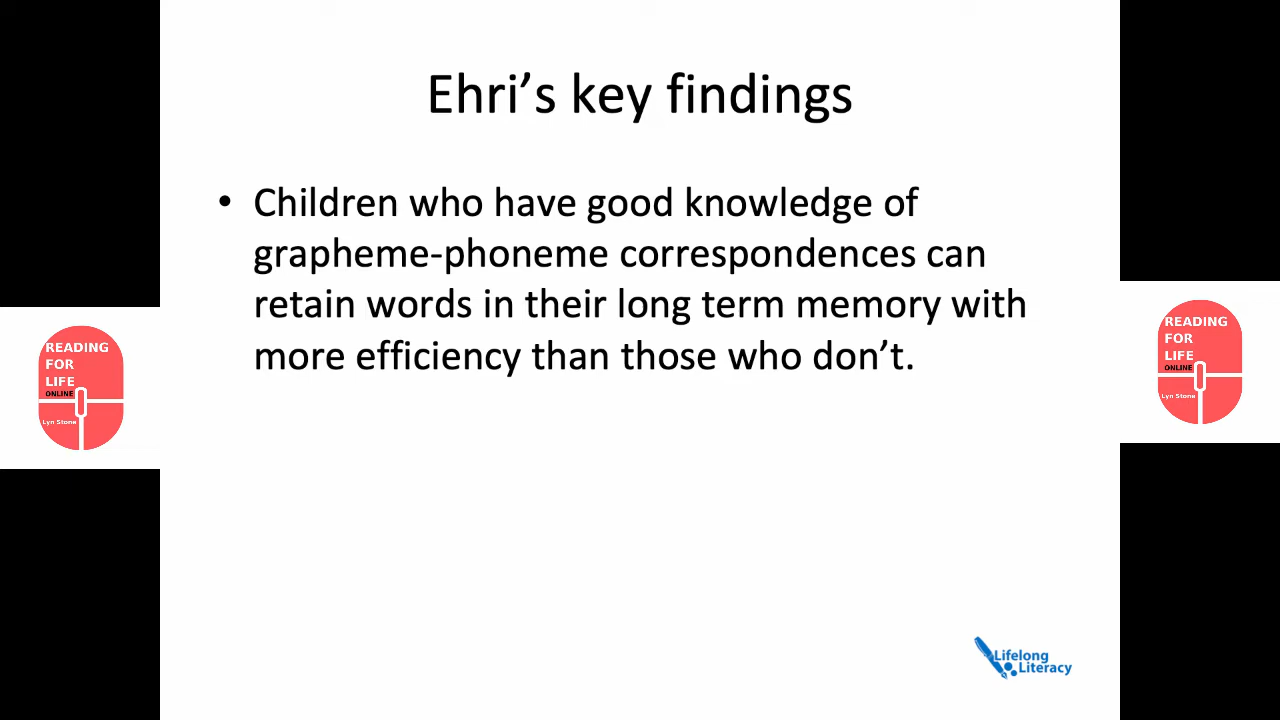 Ehri’s key findings
• Children who have good knowledge of
grapheme-phoneme correspondences can
retain words in their long term memory with
more efficiency than those who don’t.
READING
FOR
LIFE
ONLINE
Lyn Stone
READING
FOR
LIFE
ONLINE
Lyn Stone
Lifelong
Literacy